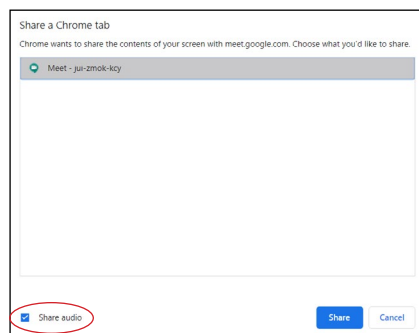 Share a Chrome tab
Chrome wants to share the contents of your screen with meet.google.com. Choose what you'd like to share.
Meet - jui-zmok-kcy
Share audio
Share
Cancel